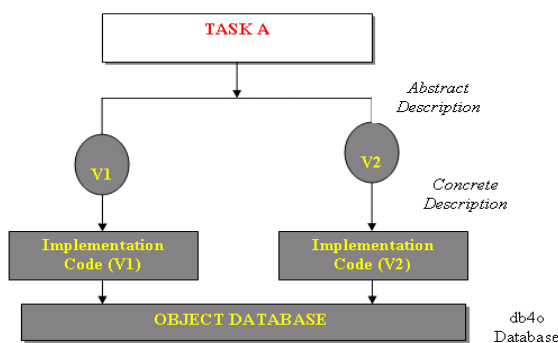 TASK A
Abstract
Description
V1
V2
Concrete
Description
Implementation
Code (V1)
Implementation
Code (V2)
OBJECT DATABASE
db4o
Database